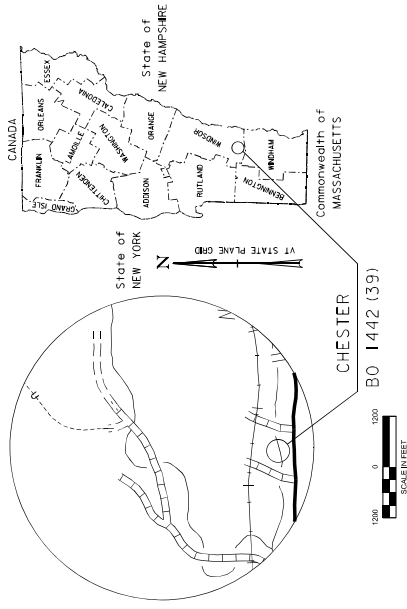 CANADA
ESSEX
ORLEANS
FRANKLIN
GRAND ISLE
LAMOILLE
CALEDONIA
CHITTENDEN
WASHINGTON
State of
NEW HAMPSHIRE
ADDISON
ORANGE
RUTLAND
WINDSOR
State of
NEW YORK
BENNINGTON
WINDHAM
Commonwealth of
MASSACHUSETTS
N
VT STATE PLANE GRID
CHESTER
BO 1442 (39)
1200 0 1200
SCALE IN FEET